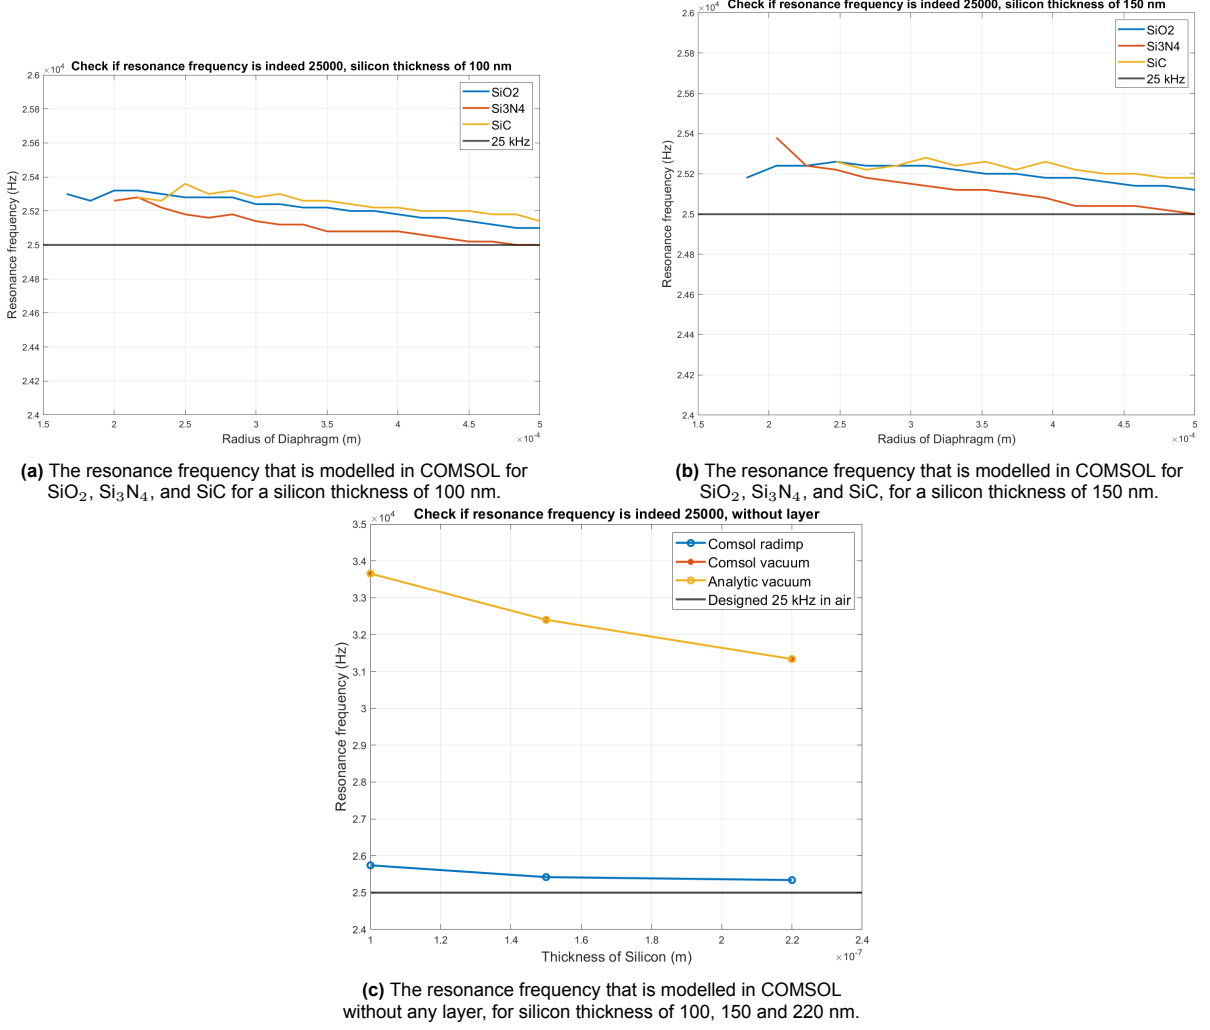 Check if resonance frequency is indeed 25000, silicon thickness of 100 nm
×10⁴
2.6
2.58
2.56
2.54
2.52
2.5
2.48
2.46
2.44
2.42
2.4
Resonance frequency (Hz)
SiO2
Si3N4
SiC
25 kHz
1.5 2 2.5 3 3.5 4 4.5 5
Radius of Diaphragm (m)
×10⁻⁴
(a) The resonance frequency that is modelled in COMSOL for
SiO₂, Si₃N₄, and SiC for a silicon thickness of 100 nm.
Check if resonance frequency is indeed 25000, silicon thickness of 150 nm
×10⁴
2.6
2.58
2.56
2.54
2.52
2.5
2.48
2.46
2.44
2.42
2.4
Resonance frequency (Hz)
SiO2
Si3N4
SiC
25 kHz
1.5 2 2.5 3 3.5 4 4.5 5
Radius of Diaphragm (m)
×10⁻⁴
(b) The resonance frequency that is modelled in COMSOL for
SiO₂, Si₃N₄, and SiC, for a silicon thickness of 150 nm.
Check if resonance frequency is indeed 25000, without layer
×10⁴
3.5
3.4
3.3
3.2
3.1
3
2.9
2.8
2.7
2.6
2.5
2.4
Resonance frequency (Hz)
Comsol radimp
Comsol vacuum
Analytic vacuum
Designed 25 kHz in air
1 1.2 1.4 1.6 1.8 2 2.2 2.4
Thickness of Silicon (m)
×10⁻⁷
(c) The resonance frequency that is modelled in COMSOL
without any layer, for silicon thickness of 100, 150 and 220 nm.